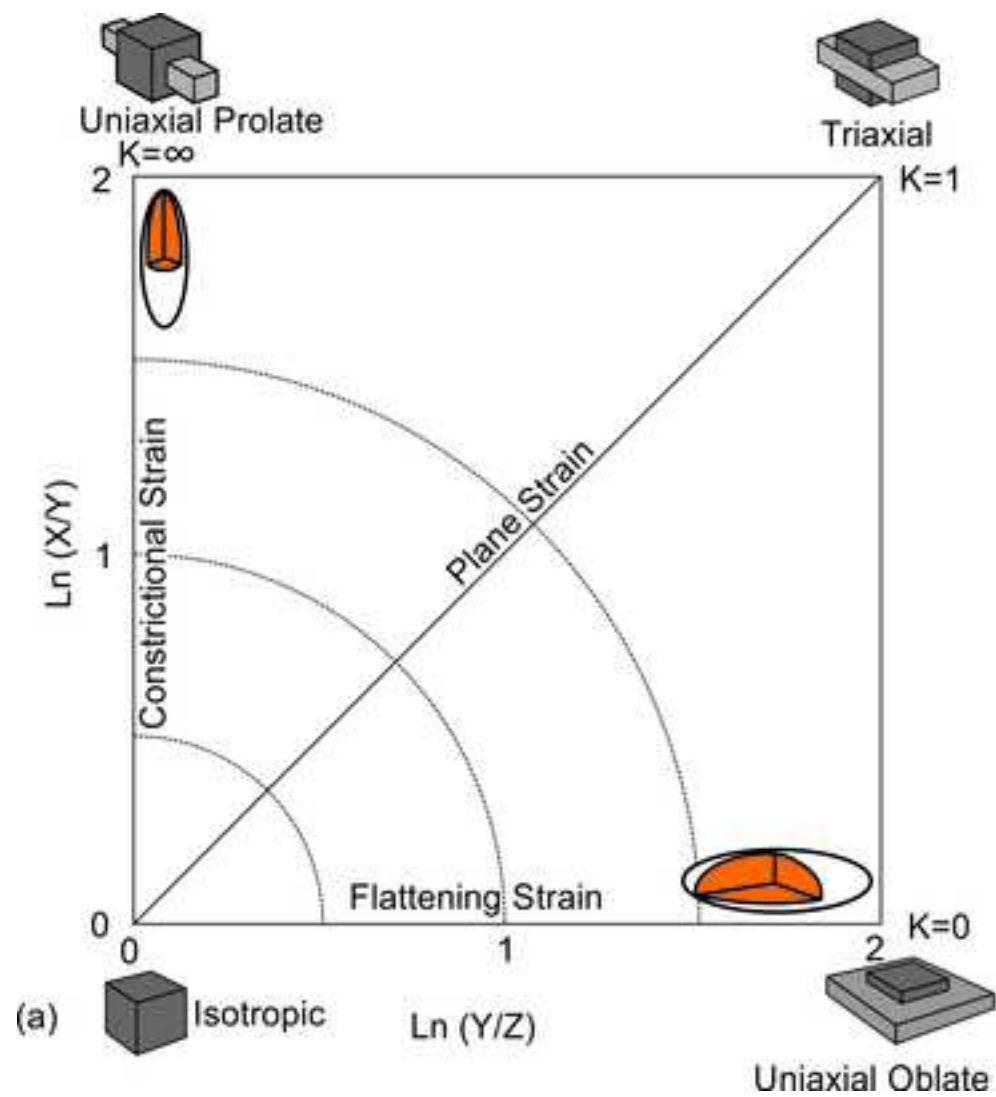 Uniaxial Prolate
K=∞
Triaxial
2
K=1
Ln (X/Y)
1
Constrictional Strain
Plane Strain
Flattening Strain
0
0
1
2
K=0
(a)
Isotropic
Ln (Y/Z)
Uniaxial Oblate